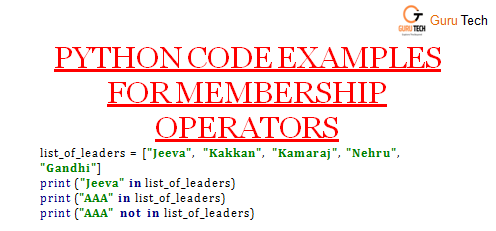 GURU TECH
Guru Tech
PYTHON CODE EXAMPLES
FOR MEMBERSHIP
OPERATORS
list_of_leaders = ["Jeeva", "Kakkan", "Kamaraj", "Nehru",
"Gandhi"]
print ("Jeeva" in list_of_leaders)
print ("AAA" in list_of_leaders)
print ("AAA" not in list_of_leaders)